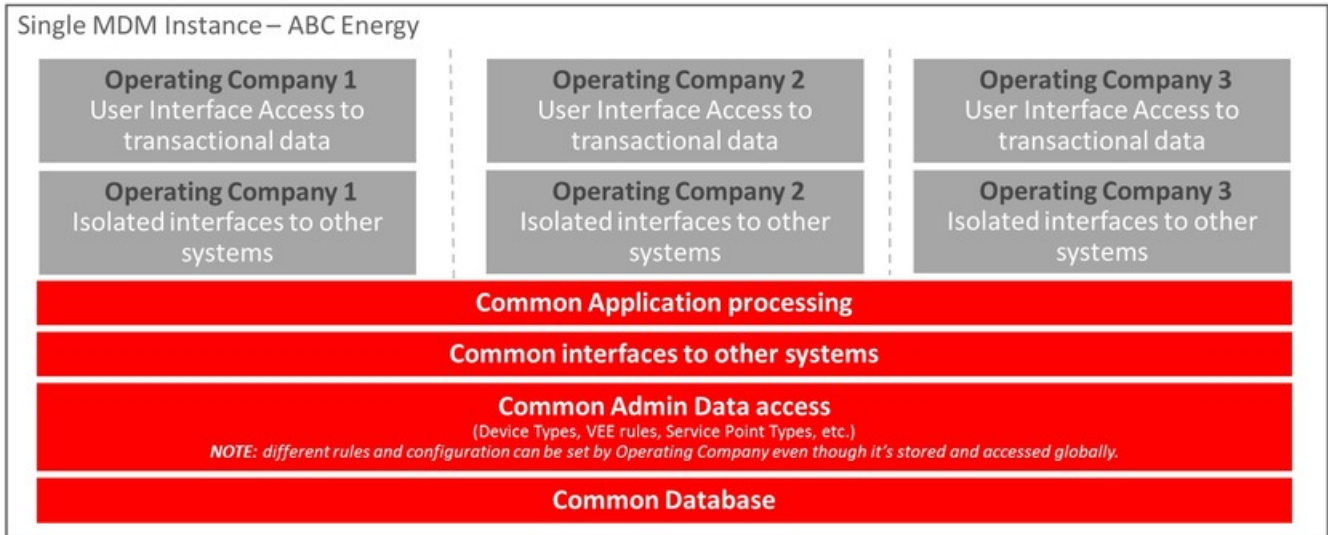 Single MDM Instance – ABC Energy
Operating Company 1
User Interface Access to
transactional data
Operating Company 2
User Interface Access to
transactional data
Operating Company 3
User Interface Access to
transactional data
Operating Company 1
Isolated interfaces to other
systems
Operating Company 2
Isolated interfaces to other
systems
Operating Company 3
Isolated interfaces to other
systems
Common Application processing
Common interfaces to other systems
Common Admin Data access
(Device Types, VEE rules, Service Point Types, etc.)
NOTE: different rules and configuration can be set by Operating Company even though it’s stored and accessed globally.
Common Database